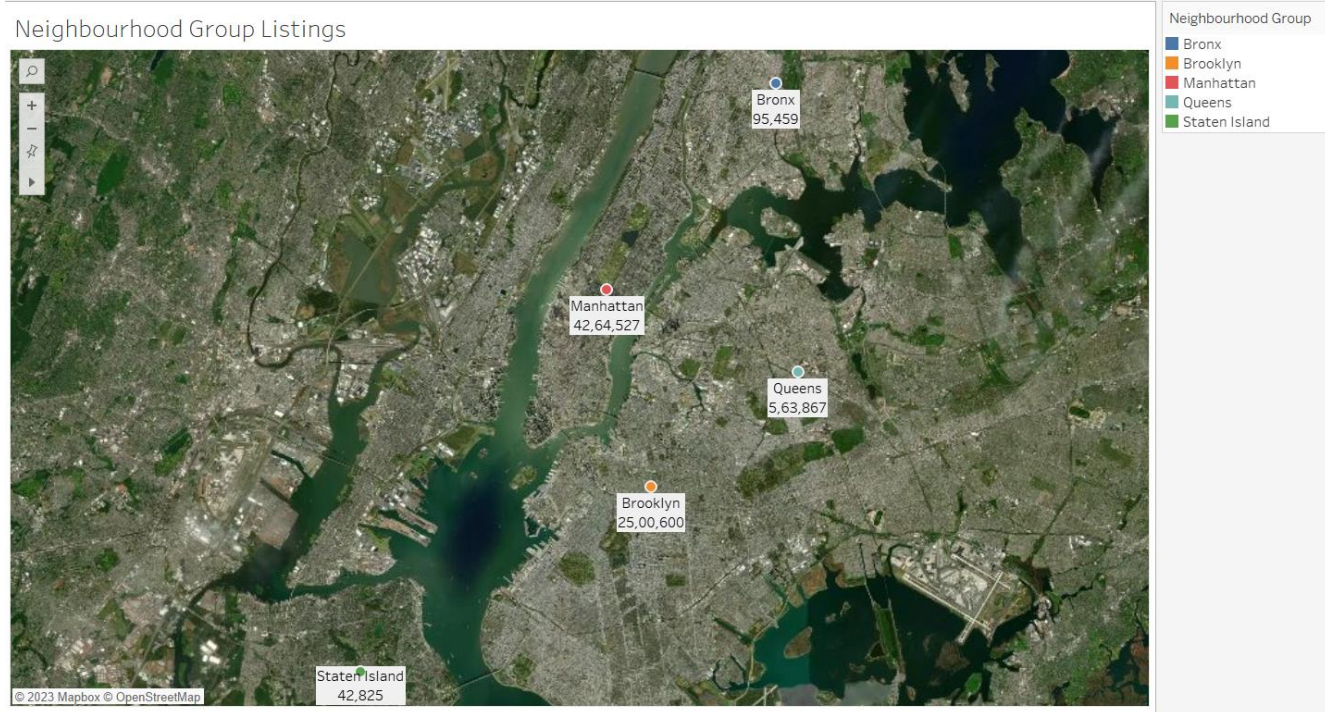 Neighbourhood Group Listings
Neighbourhood Group
Bronx
Brooklyn
Manhattan
Queens
Staten Island
Bronx
95,459
Manhattan
42,64,527
Queens
5,63,867
Brooklyn
25,00,600
Staten Island
42,825
© 2023 Mapbox © OpenStreetMap